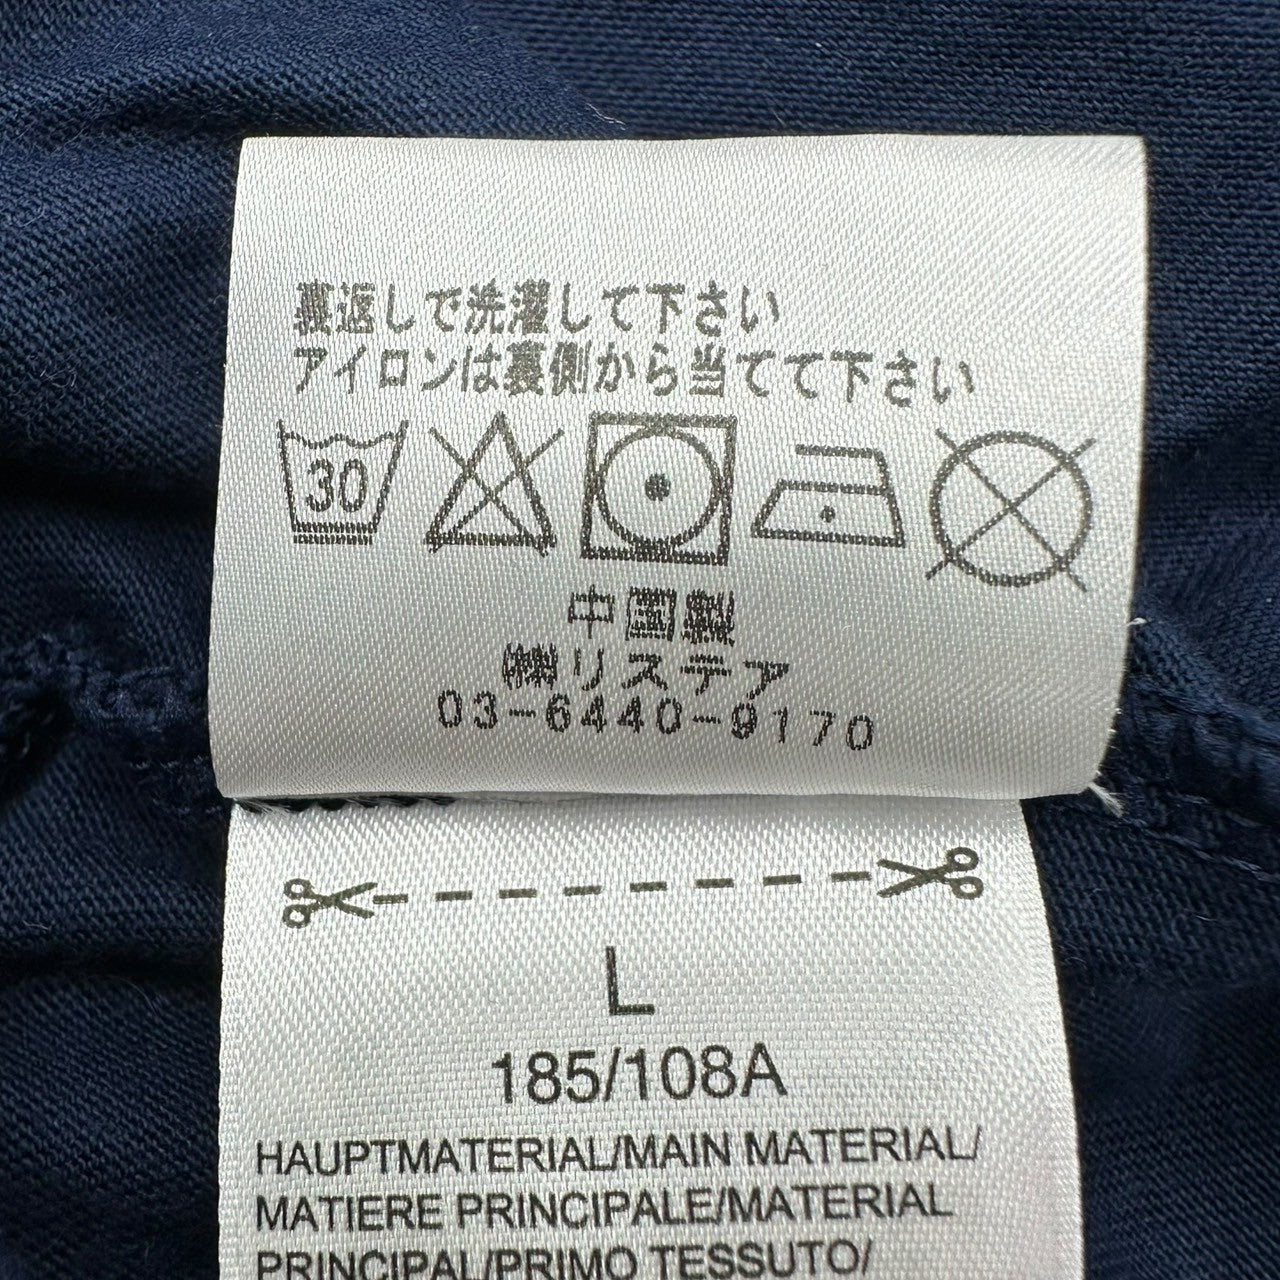 裏返しで洗濯して下さい
アイロンは裏側から当てて下さい
30
中国製
㈱リステア
03-6440-9170
L
185/108A
HAUPTMATERIAL/MAIN MATERIAL/
MATIERE PRINCIPALE/MATERIAL
PRINCIPAL/PRIMO TESSUTO/